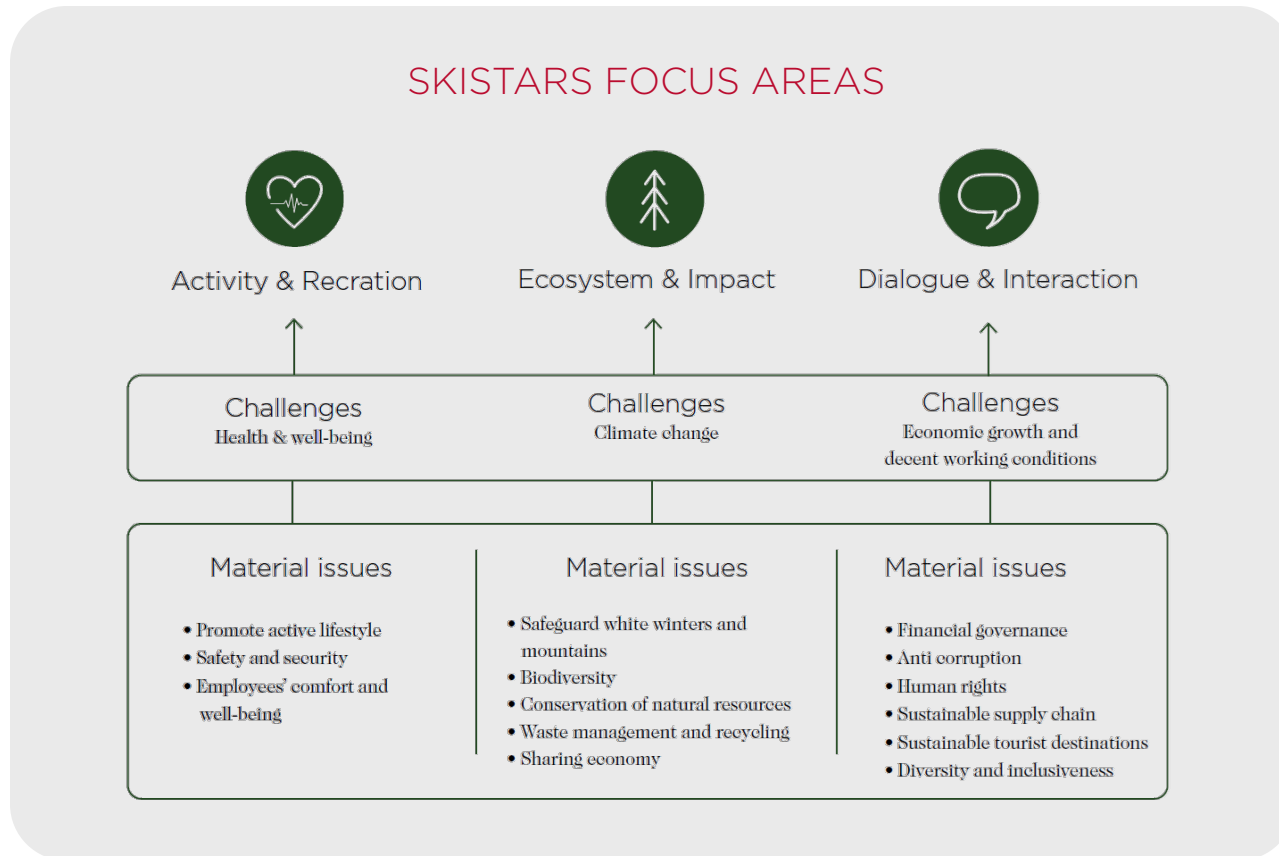 SKISTARS FOCUS AREAS
Activity & Recration
Ecosystem & Impact
Dialogue & Interaction
Challenges
Health & well-being
Challenges
Climate change
Challenges
Economic growth and
decent working conditions
Material issues
• Promote active lifestyle
• Safety and security
• Employees’ comfort and
well-being
Material issues
• Safeguard white winters and
mountains
• Biodiversity
• Conservation of natural resources
• Waste management and recycling
• Sharing economy
Material issues
• Financial governance
• Anti corruption
• Human rights
• Sustainable supply chain
• Sustainable tourist destinations
• Diversity and inclusiveness